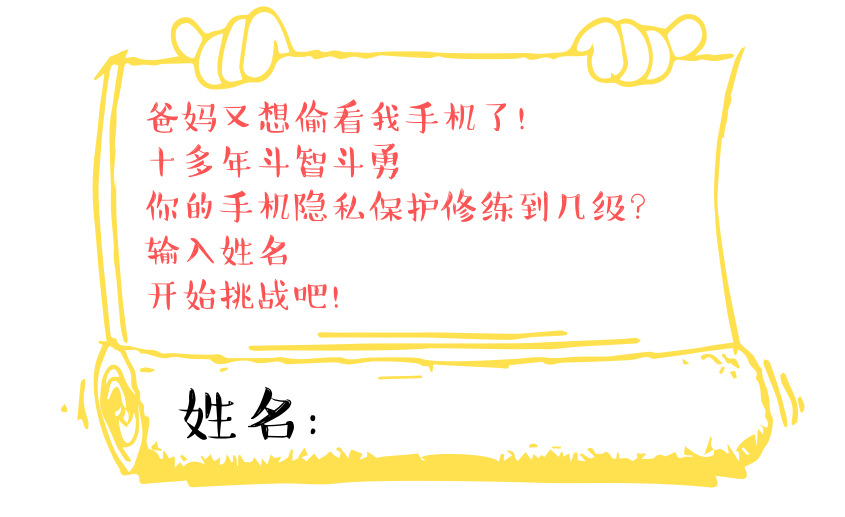 爸妈又想偷看我手机了!
十多年斗智斗勇
你的手机隐私保护修练到几级?
输入姓名
开始挑战吧!
姓名: